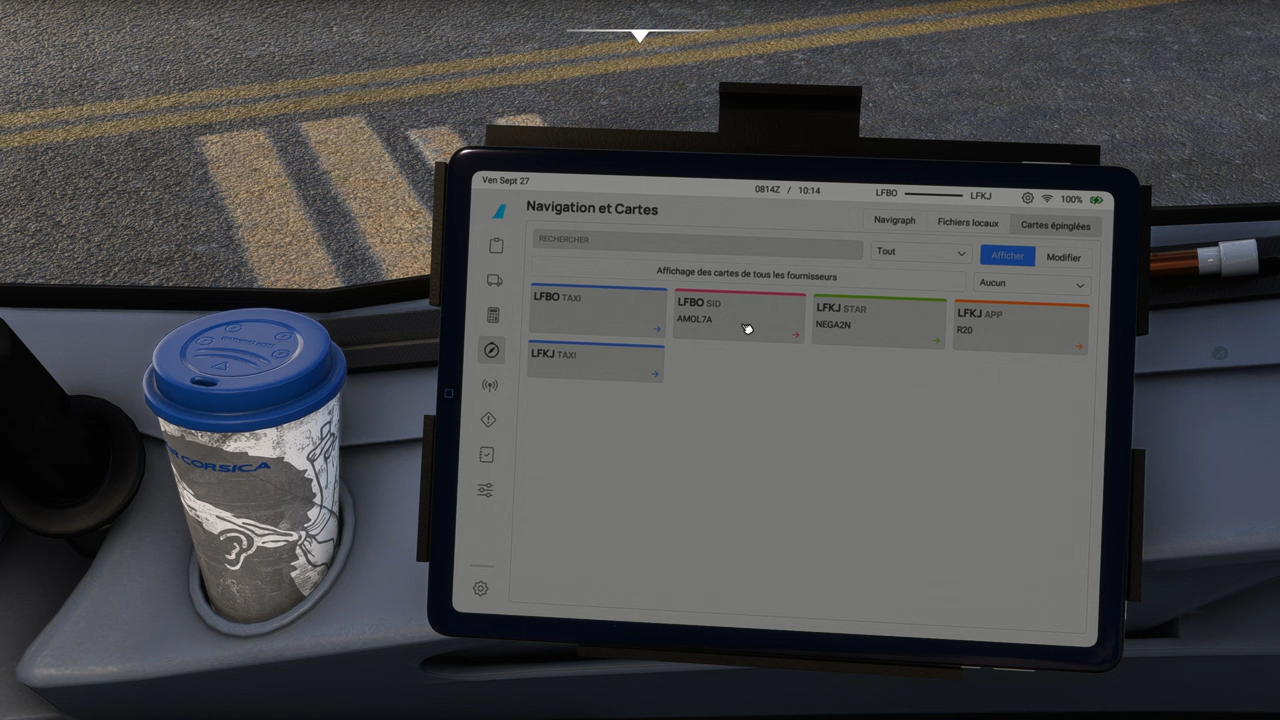 Ven Sept 27
0814Z / 10:14
LFBO LFKJ
100%
Navigation et Cartes
Navigraph
Fichiers locaux
Cartes épinglées
RECHERCHER
Tout
Afficher
Modifier
Affichage des cartes de tous les fournisseurs
Aucun
LFBO TAXI
LFBO SID
AMOL7A
LFKJ STAR
NEGA2N
LFKJ APP
R20
LFKJ TAXI
CORSICA